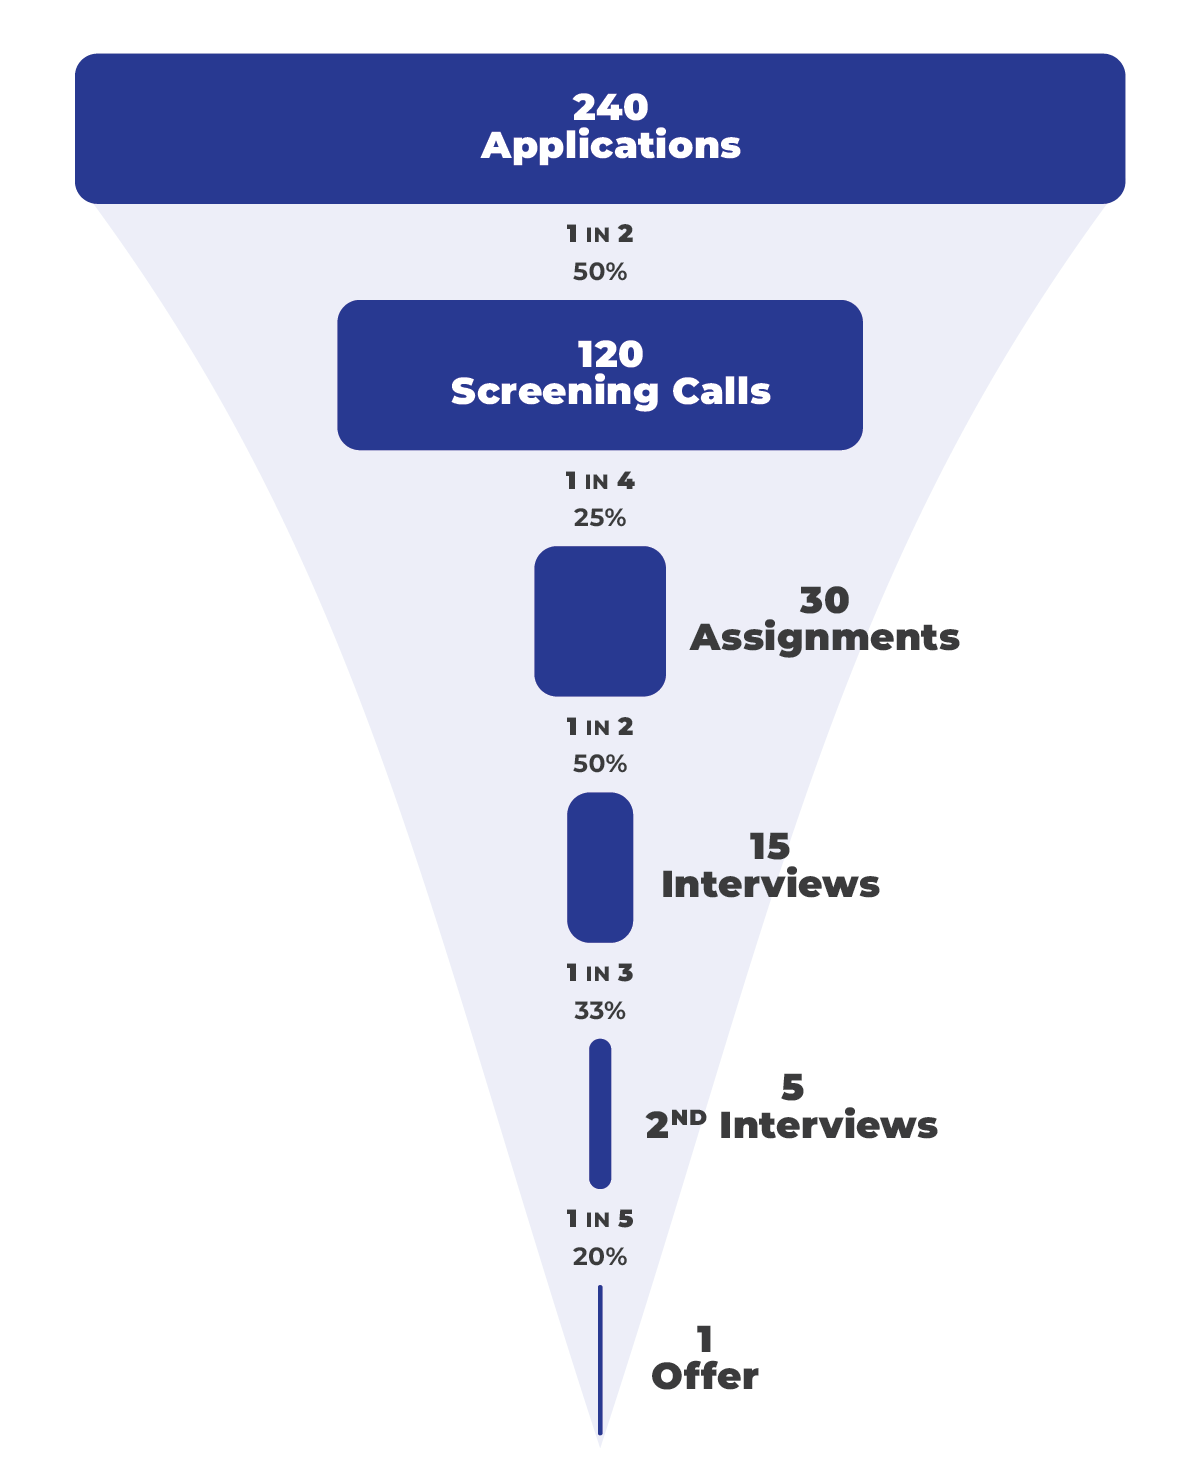 240
Applications
1 IN 2
50%
120
Screening Calls
1 IN 4
25%
30
Assignments
1 IN 2
50%
15
Interviews
1 IN 3
33%
5
2ND Interviews
1 IN 5
20%
1
Offer